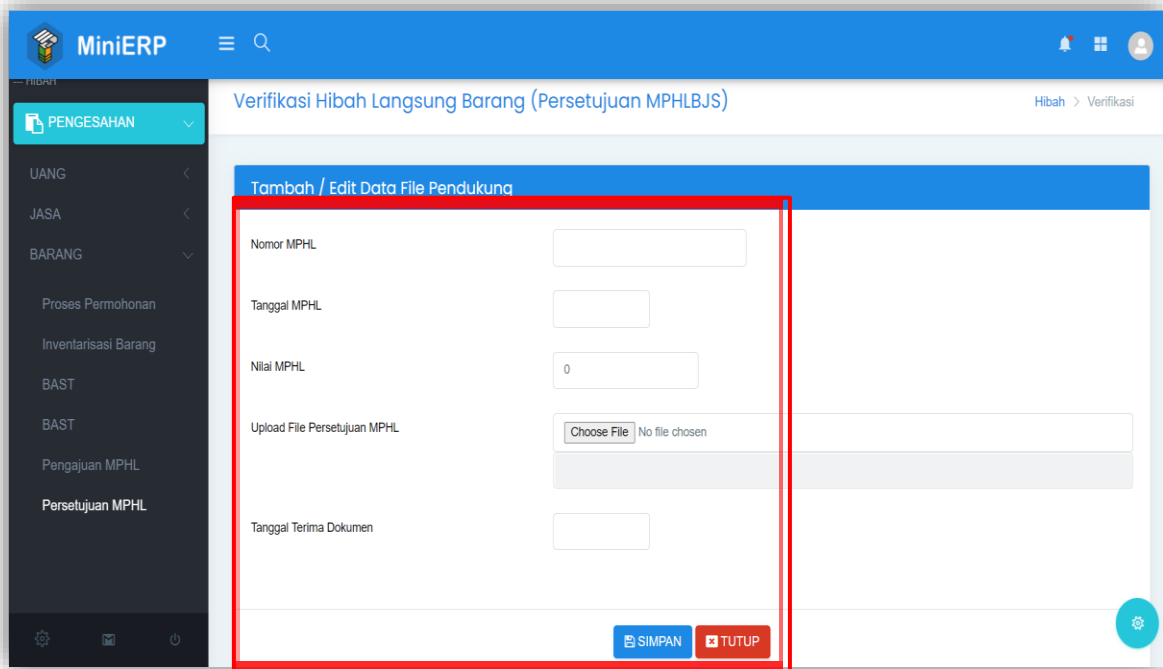 MiniERP
--- HIBAH
Verifikasi Hibah Langsung Barang (Persetujuan MPHLBJS)
Hibah > Verifikasi
PENGESAHAN
UANG
JASA
BARANG
Proses Permohonan
Inventarisasi Barang
BAST
BAST
Pengajuan MPHL
Persetujuan MPHL
Tambah / Edit Data File Pendukung
Nomor MPHL
Tanggal MPHL
Nilai MPHL
0
Upload File Persetujuan MPHL
Choose File No file chosen
Tanggal Terima Dokumen
SIMPAN
TUTUP